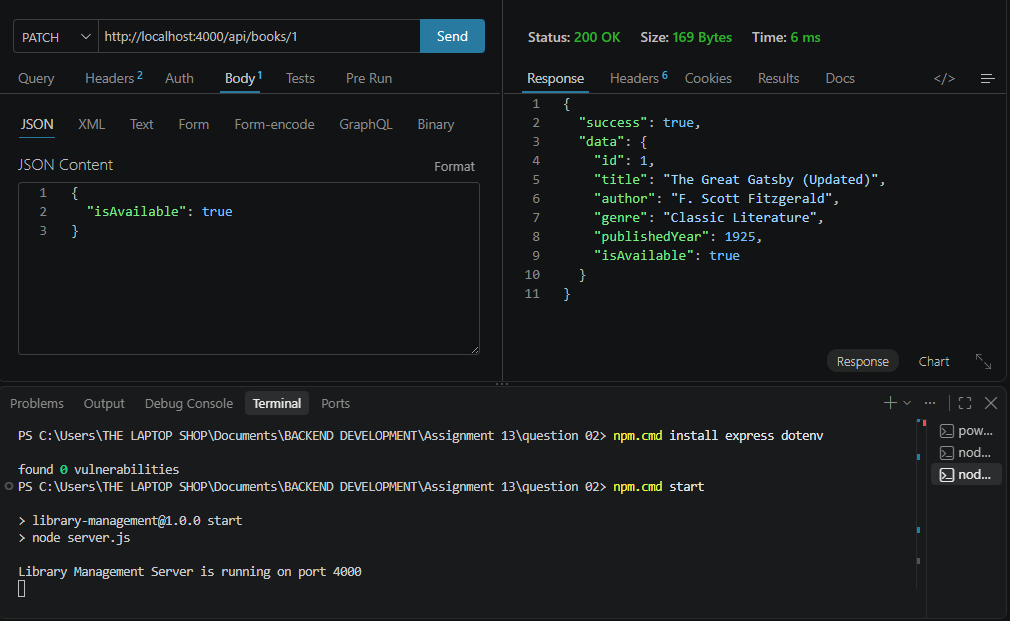 PATCH http://localhost:4000/api/books/1 Send
Query Headers 2 Auth Body 1 Tests Pre Run
JSON XML Text Form Form-encode GraphQL Binary
JSON Content Format
1 {
2 "isAvailable": true
3 }
Status: 200 OK Size: 169 Bytes Time: 6 ms
Response Headers 6 Cookies Results Docs </>
1 {
2 "success": true,
3 "data": {
4 "id": 1,
5 "title": "The Great Gatsby (Updated)",
6 "author": "F. Scott Fitzgerald",
7 "genre": "Classic Literature",
8 "publishedYear": 1925,
9 "isAvailable": true
10 }
11 }
Response Chart
Problems Output Debug Console Terminal Ports
PS C:\Users\THE LAPTOP SHOP\Documents\BACKEND DEVELOPMENT\Assignment 13\question 02> npm.cmd install express dotenv
found 0 vulnerabilities
PS C:\Users\THE LAPTOP SHOP\Documents\BACKEND DEVELOPMENT\Assignment 13\question 02> npm.cmd start
> library-management@1.0.0 start
> node server.js
Library Management Server is running on port 4000
pow...
nod...
nod...